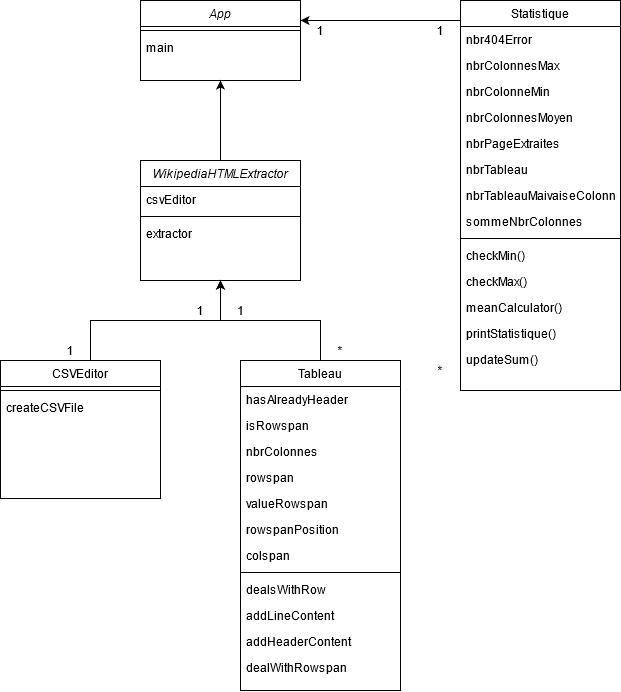 App
main
1
1
Statistique
nbr404Error
nbrColonnesMax
nbrColonneMin
nbrColonnesMoyen
nbrPageExtraites
nbrTableau
nbrTableauMaivaiseColonn
sommeNbrColonnes
checkMin()
checkMax()
meanCalculator()
printStatistique()
updateSum()
WikipediaHTMLExtractor
csvEditor
extractor
1
1
1
*
*
CSVEditor
createCSVFile
Tableau
hasAlreadyHeader
isRowspan
nbrColonnes
rowspan
valueRowspan
rowspanPosition
colspan
dealsWithRow
addLineContent
addHeaderContent
dealWithRowspan